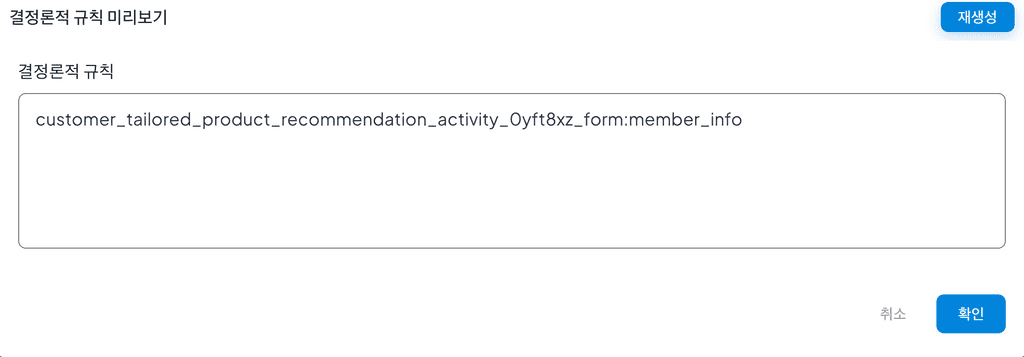 결정론적 규칙 미리보기
재생성
결정론적 규칙
customer_tailored_product_recommendation_activity_0yft8xz_form:member_info
취소
확인